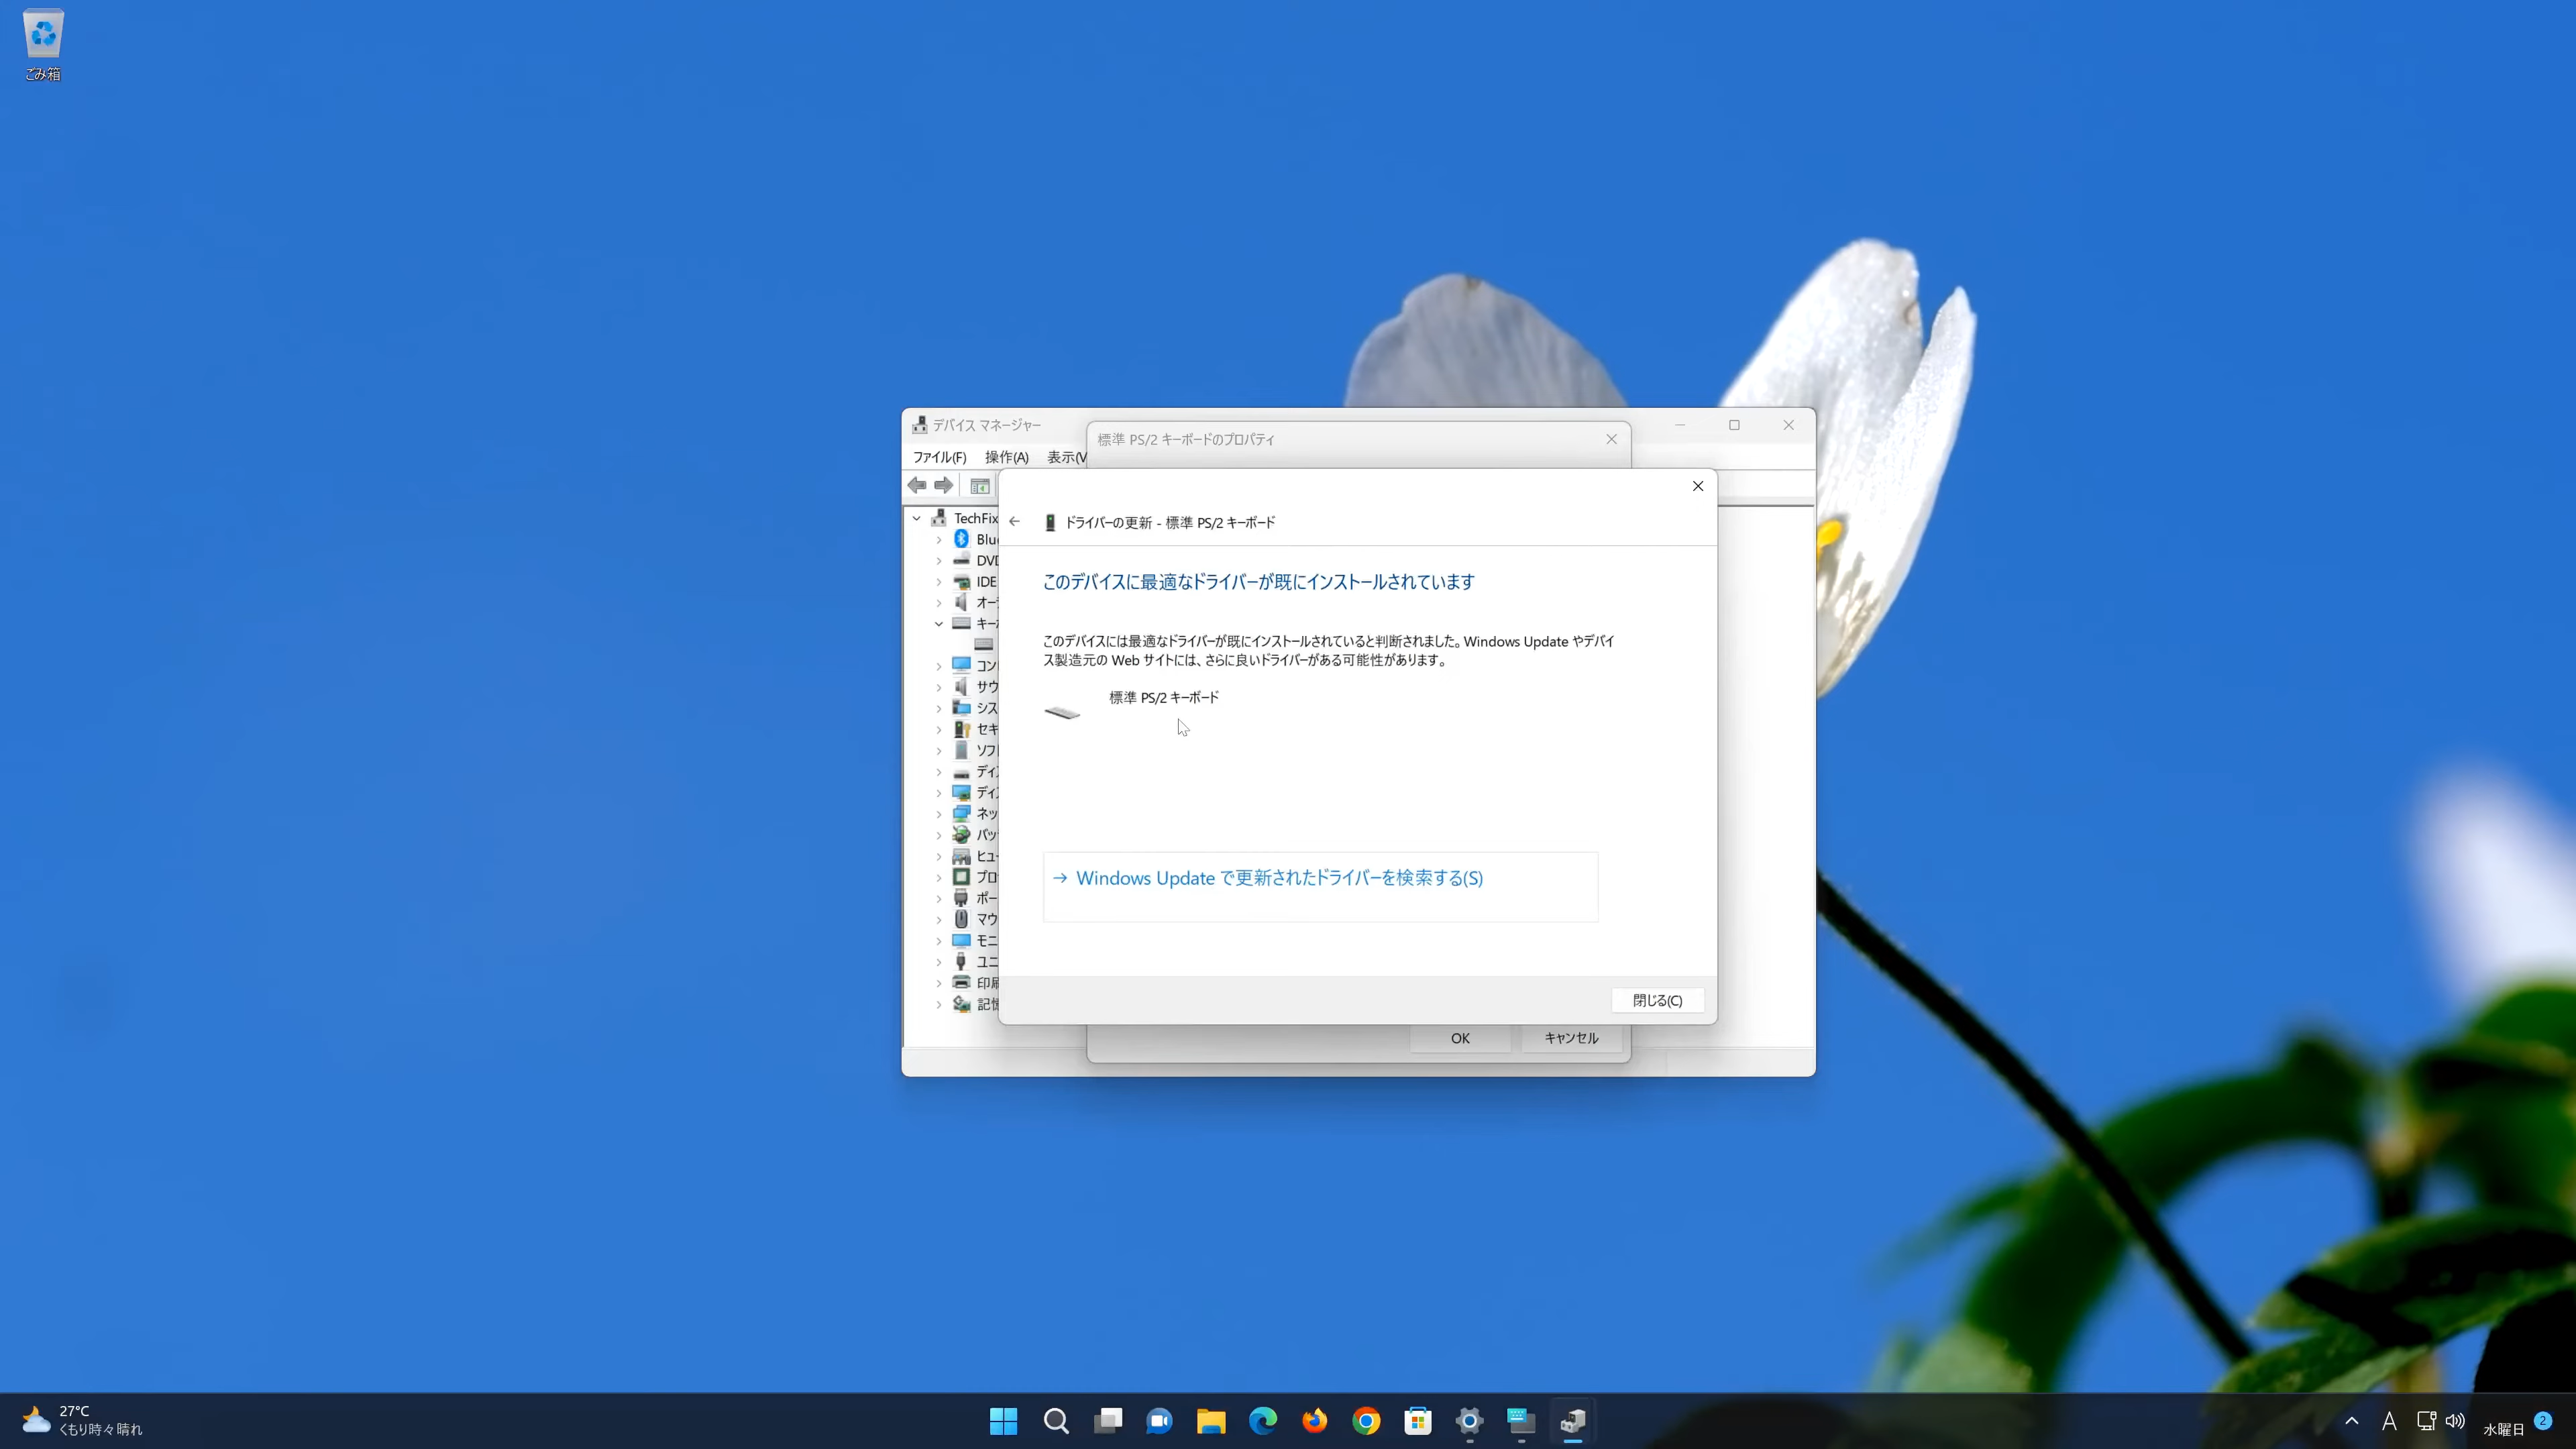 ごみ箱
デバイス マネージャー
標準 PS/2 キーボードのプロパティ
ファイル(F) 操作(A) 表示(V
TechFix
Blu
DVD
IDE
オー
キー
コン
サウ
シス
セキ
ソフ
ディ
ディ
ネッ
バッ
ヒュー
プロ
ポー
マウ
モニ
ユニ
印刷
記憶
ドライバーの更新 - 標準 PS/2 キーボード
このデバイスに最適なドライバーが既にインストールされています
このデバイスには最適なドライバーが既にインストールされていると判断されました。Windows Update やデバイ
ス製造元の Web サイトには、さらに良いドライバーがある可能性があります。
標準 PS/2 キーボード
→ Windows Update で更新されたドライバーを検索する(S)
閉じる(C)
OK キャンセル
27°C
くもり時々晴れ
A
水曜日
2